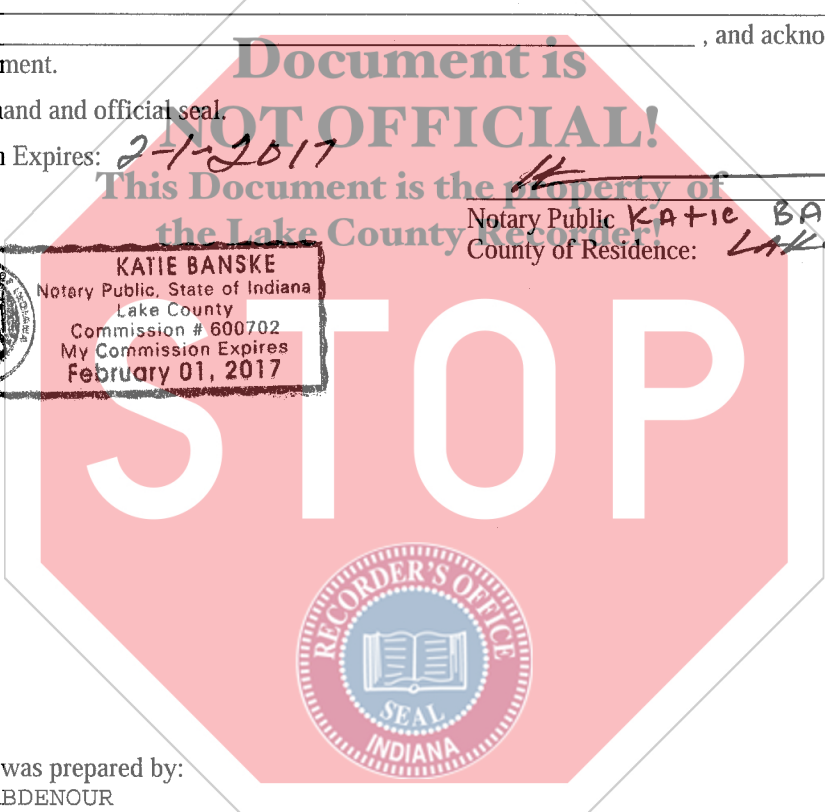 , and ackno
ment.
Document is
NOT OFFICIAL!
This Document is the property of
the Lake County Recorder!
and and official seal.
n Expires: 2-1-2017
Notary Public Katie BA
County of Residence: LAK
KATIE BANSKE
Notary Public, State of Indiana
Lake County
Commission # 600702
My Commission Expires
February 01, 2017
STOP
RECORDER'S OFFICE
SEAL
INDIANA
was prepared by:
BDENOUR